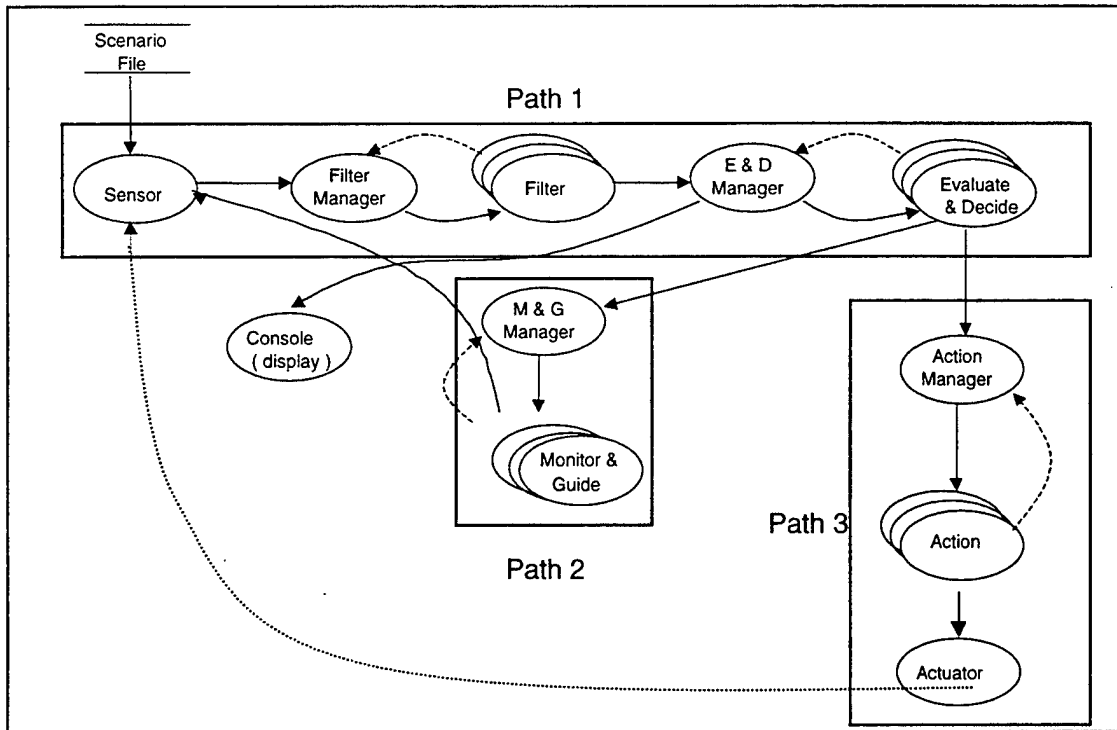 Scenario
File
Path 1
Sensor
Filter
Manager
Filter
E & D
Manager
Evaluate
& Decide
Console
( display )
M & G
Manager
Monitor &
Guide
Path 2
Action
Manager
Path 3
Action
Actuator